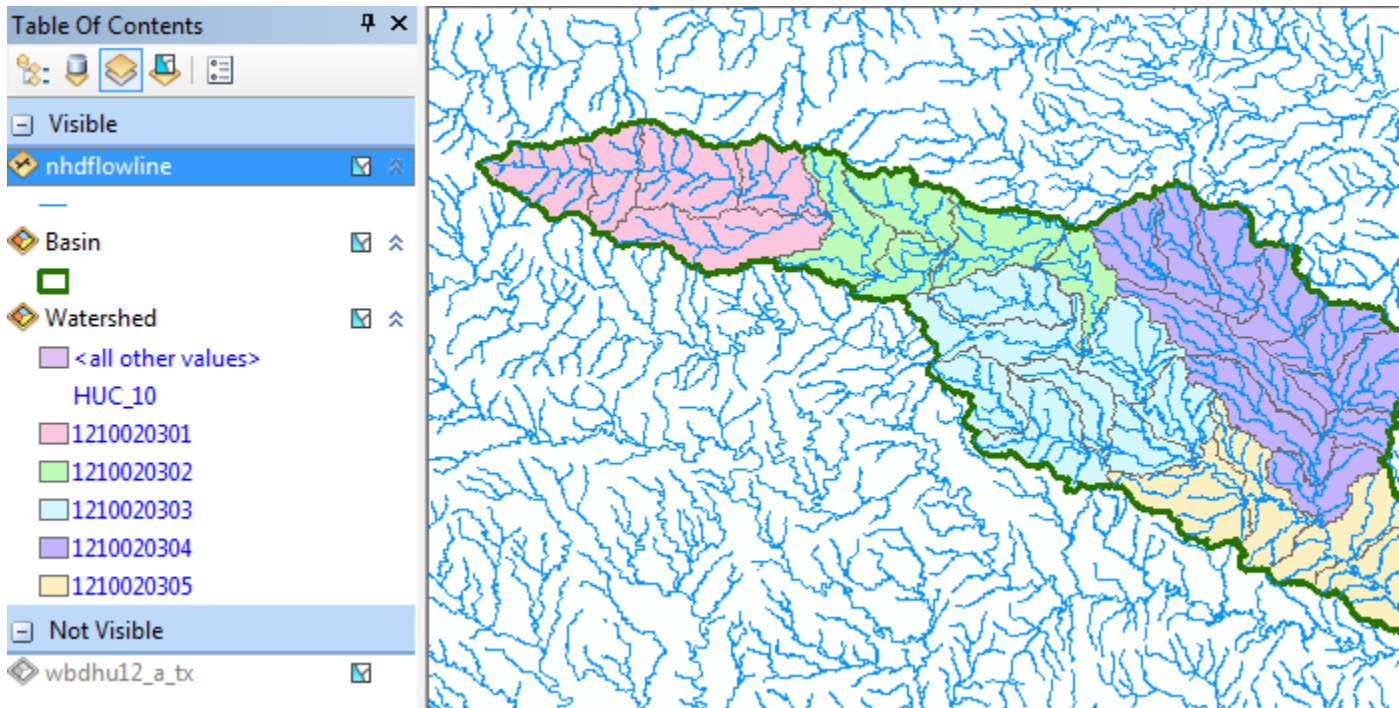 Table Of Contents
Visible
nhdflowline
Basin
Watershed
<all other values>
HUC_10
1210020301
1210020302
1210020303
1210020304
1210020305
Not Visible
wbdhu12_a_tx